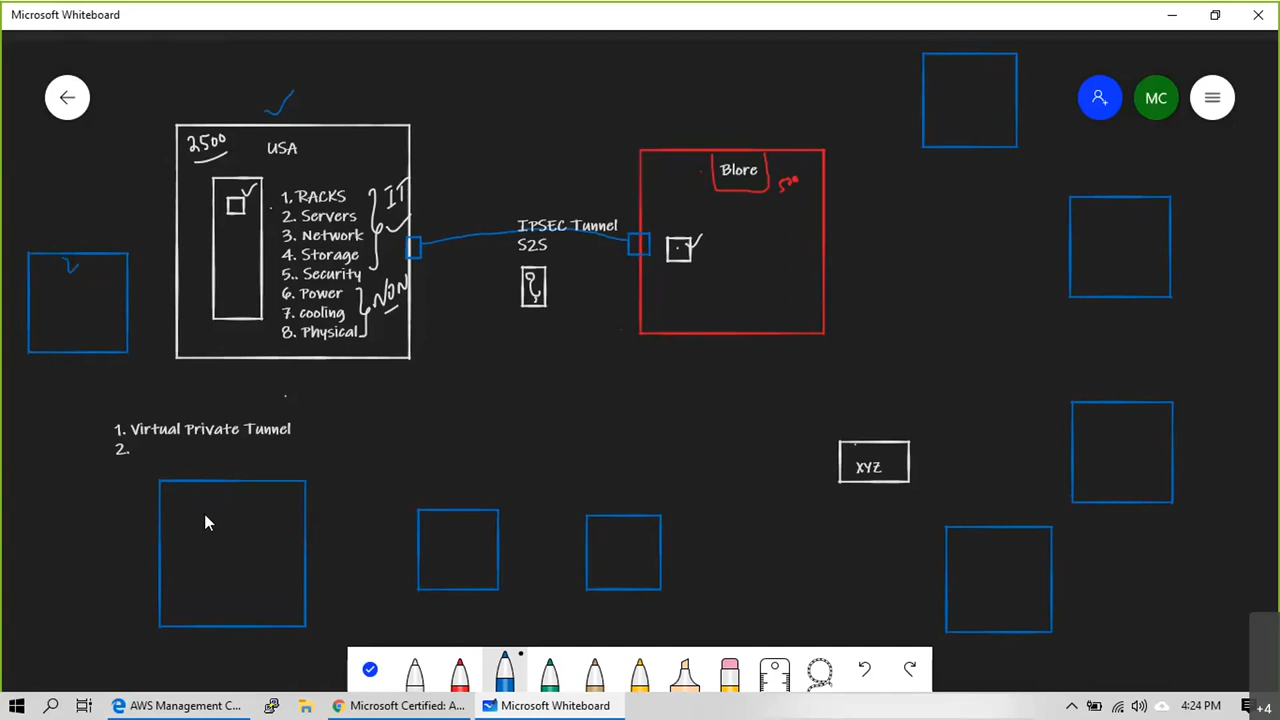 Microsoft Whiteboard
MC
2500
USA
1. RACKS
2. Servers
3. Network
4. Storage
5.. Security
6. Power
7. cooling
8. Physical
IT
NON
IPSEC Tunnel
S2S
Blore
500
1. Virtual Private Tunnel
2.
XYZ
AWS Management C...
Microsoft Certified: A...
Microsoft Whiteboard
4:24 PM
+4